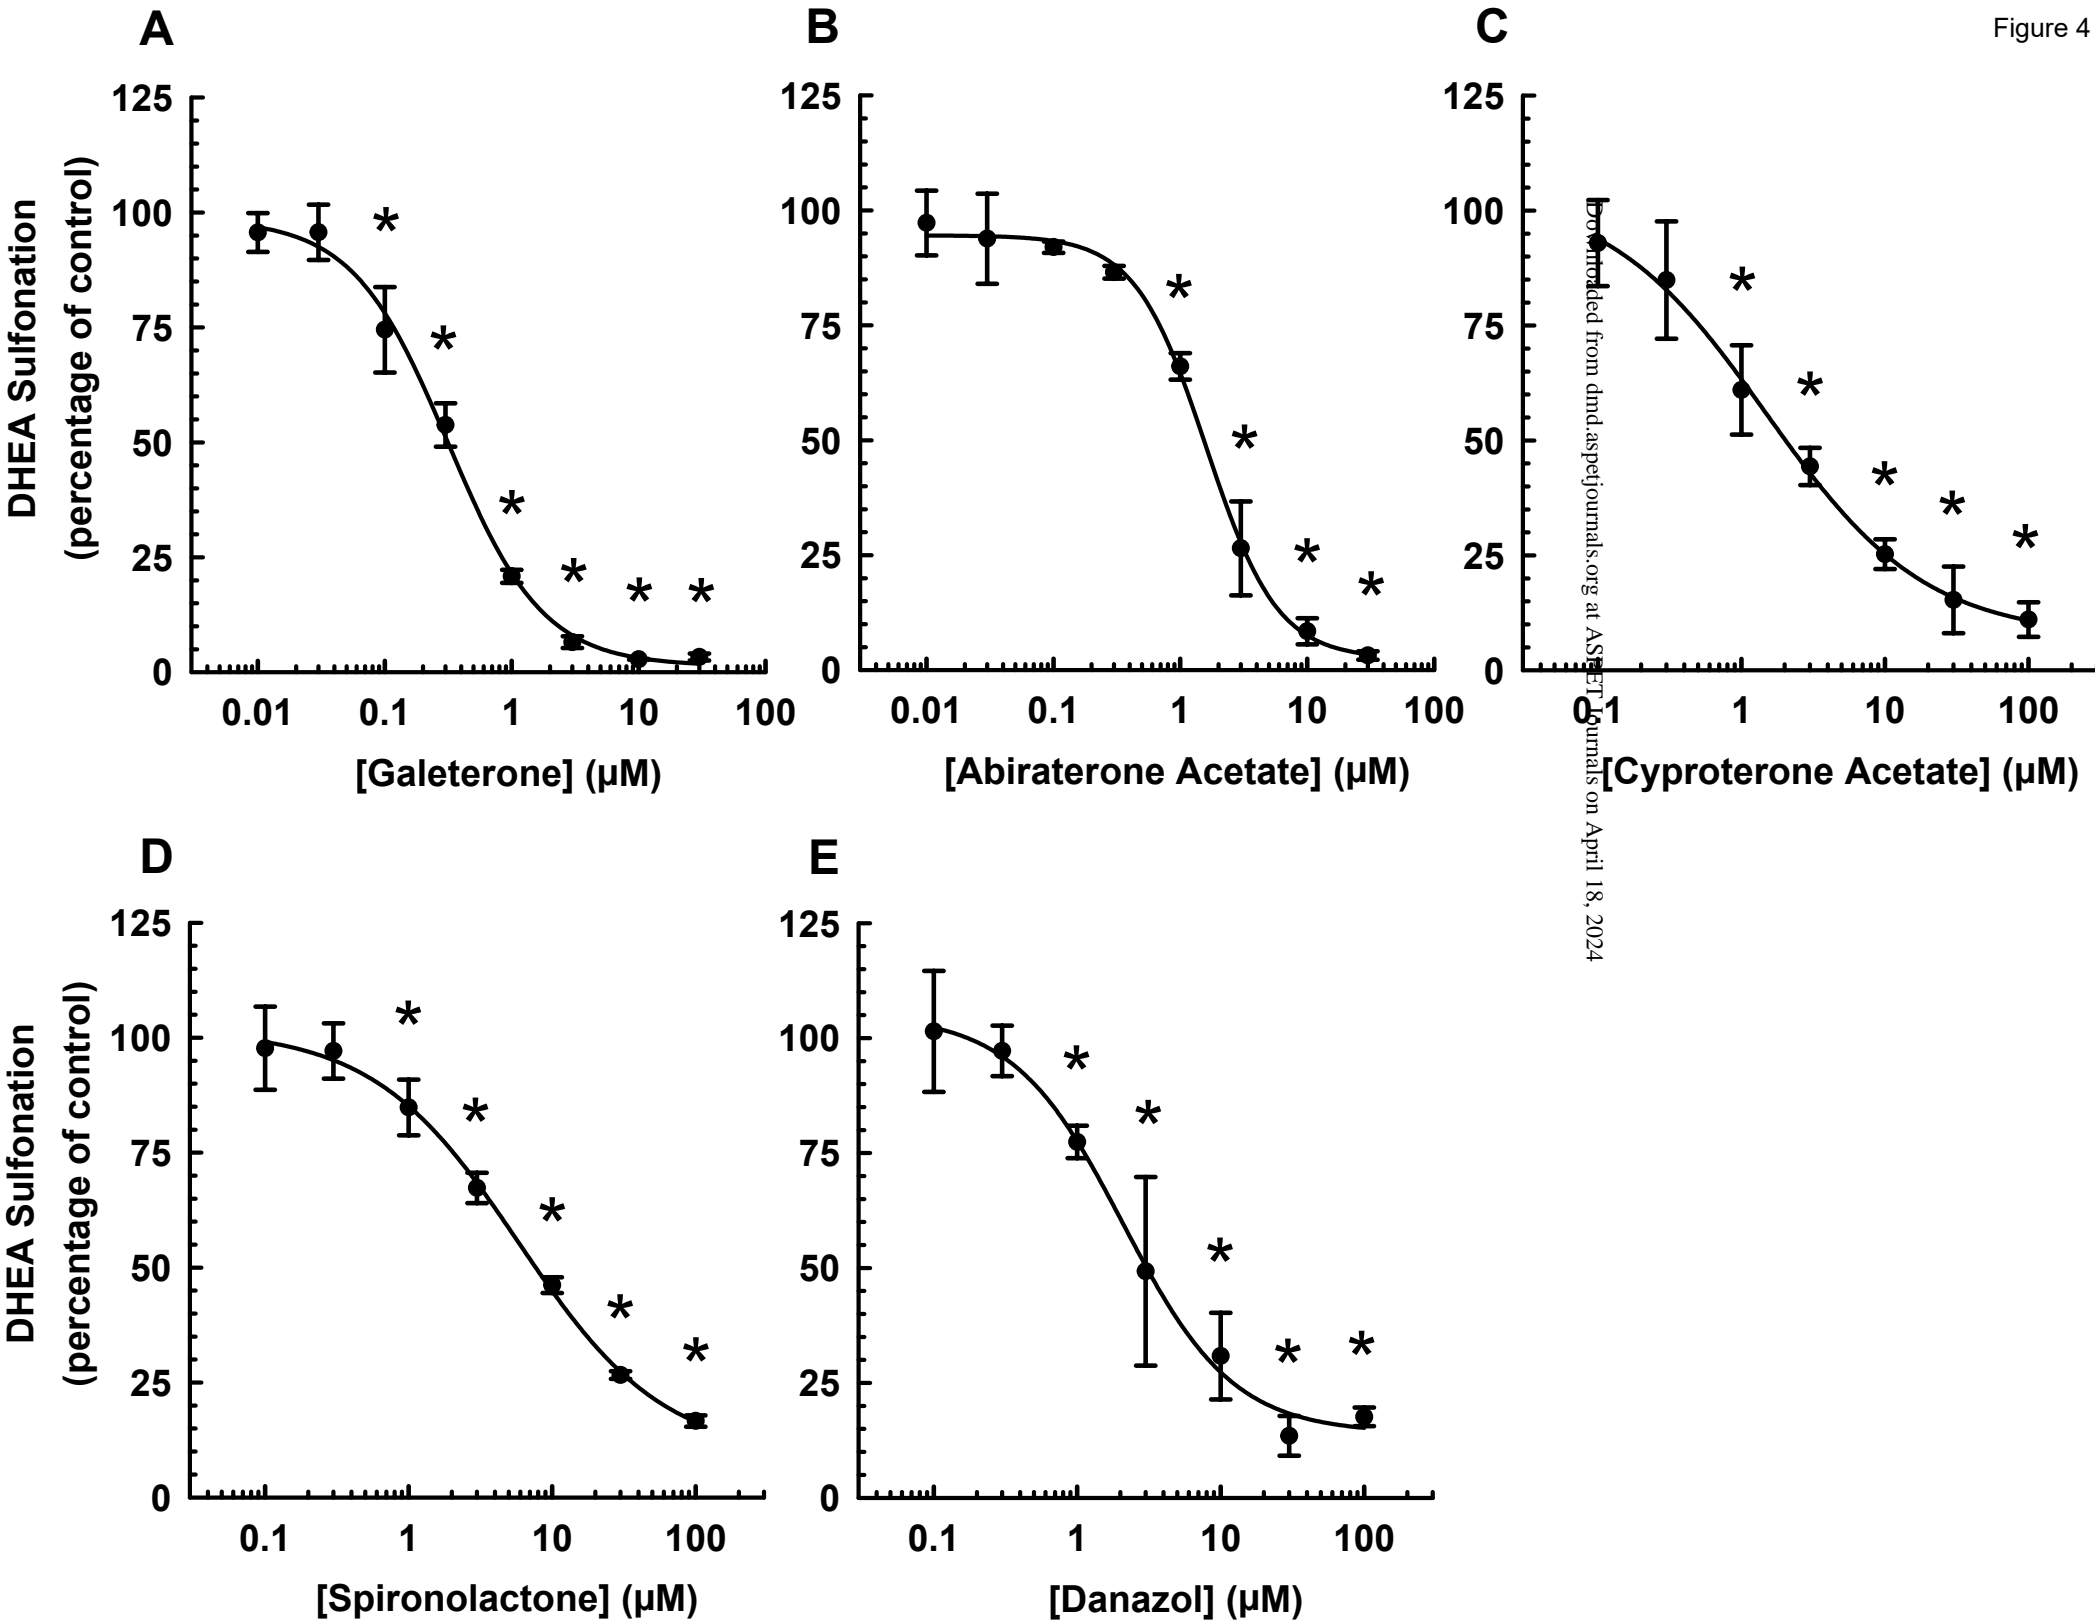 Figure 4
A
B
C
DHEA Sulfonation
(percentage of control)
125
100
75
50
25
0
0.01 0.1 1 10 100
[Galeterone] (µM)
*
*
*
*
*
*
125
100
75
50
25
0
0.01 0.1 1 10 100
[Abiraterone Acetate] (µM)
*
*
*
*
125
100
75
50
25
0
0.1 1 10 100
[Cyproterone Acetate] (µM)
*
*
*
*
*
Downloaded from dmd.aspetjournals.org at ASPET Journals on April 18, 2024
D
E
DHEA Sulfonation
(percentage of control)
125
100
75
50
25
0
0.1 1 10 100
[Spironolactone] (µM)
*
*
*
*
*
125
100
75
50
25
0
0.1 1 10 100
[Danazol] (µM)
*
*
*
*
*